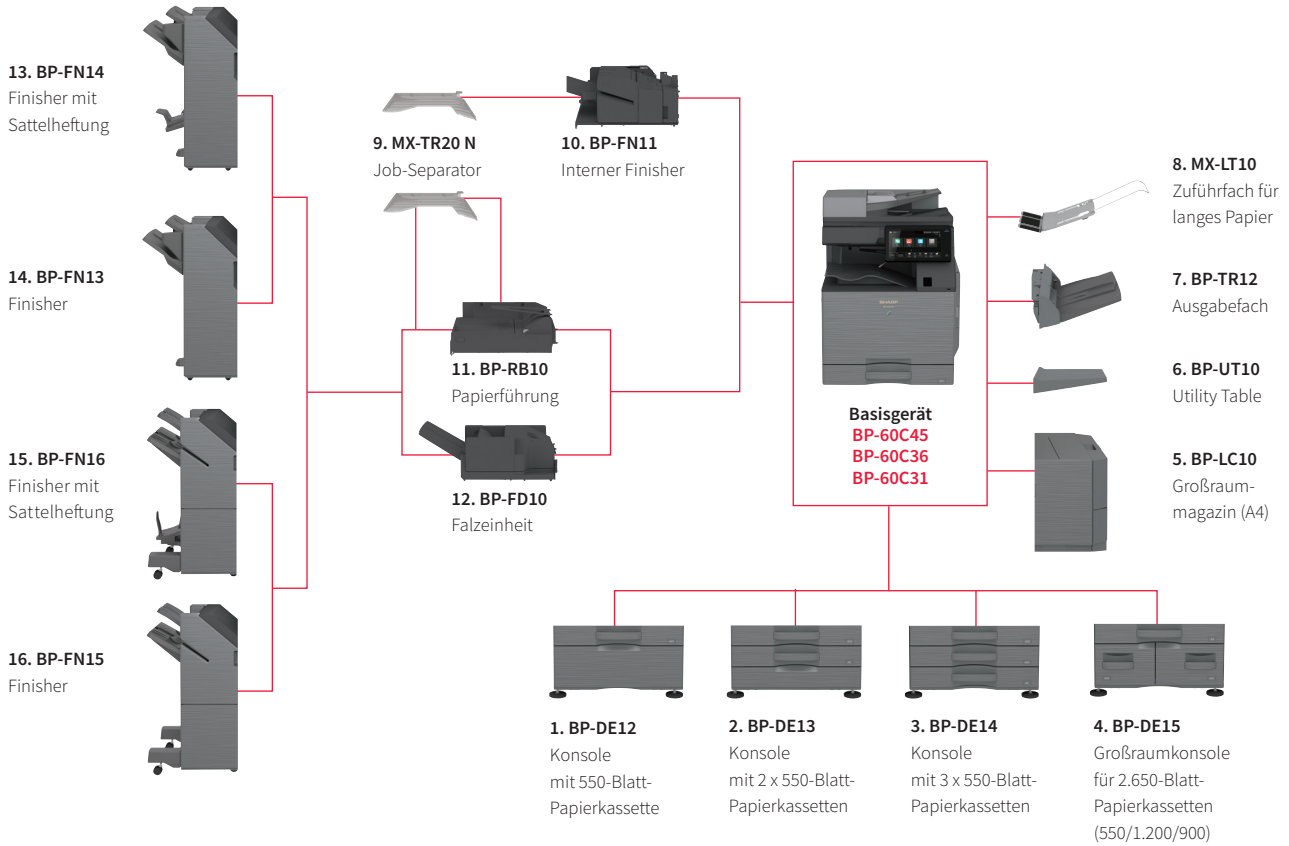 13. BP-FN14
Finisher mit
Sattelheftung
14. BP-FN13
Finisher
15. BP-FN16
Finisher mit
Sattelheftung
16. BP-FN15
Finisher
9. MX-TR20 N
Job-Separator
10. BP-FN11
Interner Finisher
11. BP-RB10
Papierführung
12. BP-FD10
Falzeinheit
SHARP
Basisgerät
BP-60C45
BP-60C36
BP-60C31
8. MX-LT10
Zuführfach für
langes Papier
7. BP-TR12
Ausgabefach
6. BP-UT10
Utility Table
5. BP-LC10
Großraum-
magazin (A4)
1. BP-DE12
Konsole
mit 550-Blatt-
Papierkassette
2. BP-DE13
Konsole
mit 2 x 550-Blatt-
Papierkassetten
3. BP-DE14
Konsole
mit 3 x 550-Blatt-
Papierkassetten
4. BP-DE15
Großraumkonsole
für 2.650-Blatt-
Papierkassetten
(550/1.200/900)